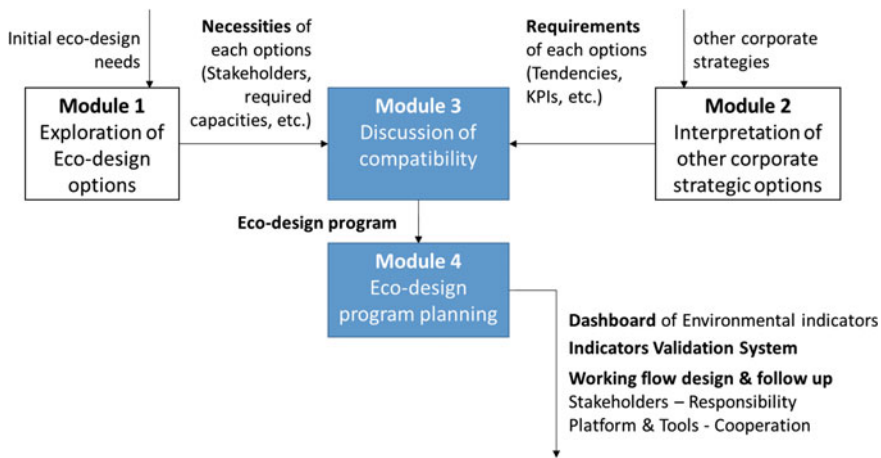 Initial eco-design
needs
Necessities of
each options
(Stakeholders,
required
capacities, etc.)
Requirements
of each options
(Tendencies,
KPIs, etc.)
other corporate
strategies
Module 1
Exploration of
Eco-design
options
Module 3
Discussion of
compatibility
Module 2
Interpretation of
other corporate
strategic options
Eco-design program
Module 4
Eco-design
program planning
Dashboard of Environmental indicators
Indicators Validation System
Working flow design & follow up
Stakeholders – Responsibility
Platform & Tools - Cooperation